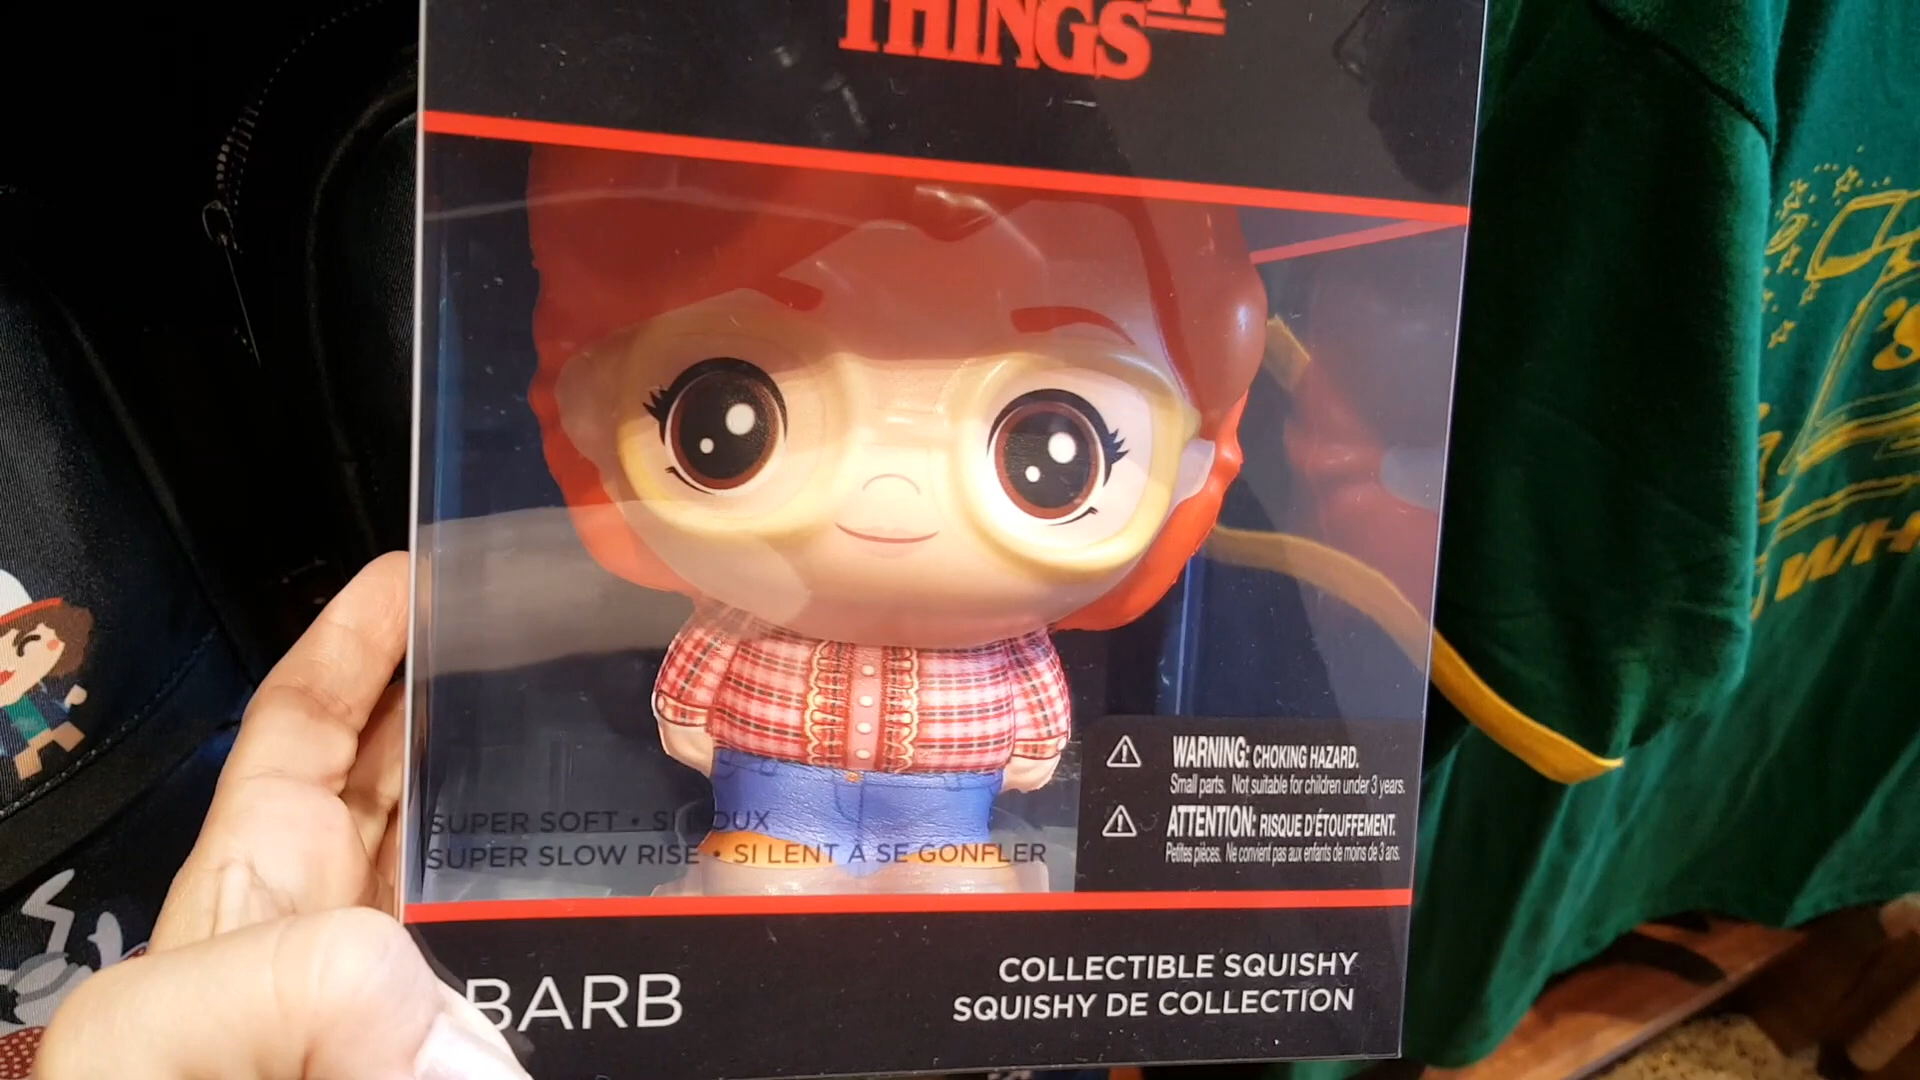 THINGS
WARNING: CHOKING HAZARD.
Small parts. Not suitable for children under 3 years.
ATTENTION: RISQUE D'ÉTOUFFEMENT.
Petites pièces. Ne convient pas aux enfants de moins de 3 ans.
SUPER SOFT • SI DOUX
SUPER SLOW RISE • SI LENT À SE GONFLER
BARB
COLLECTIBLE SQUISHY
SQUISHY DE COLLECTION